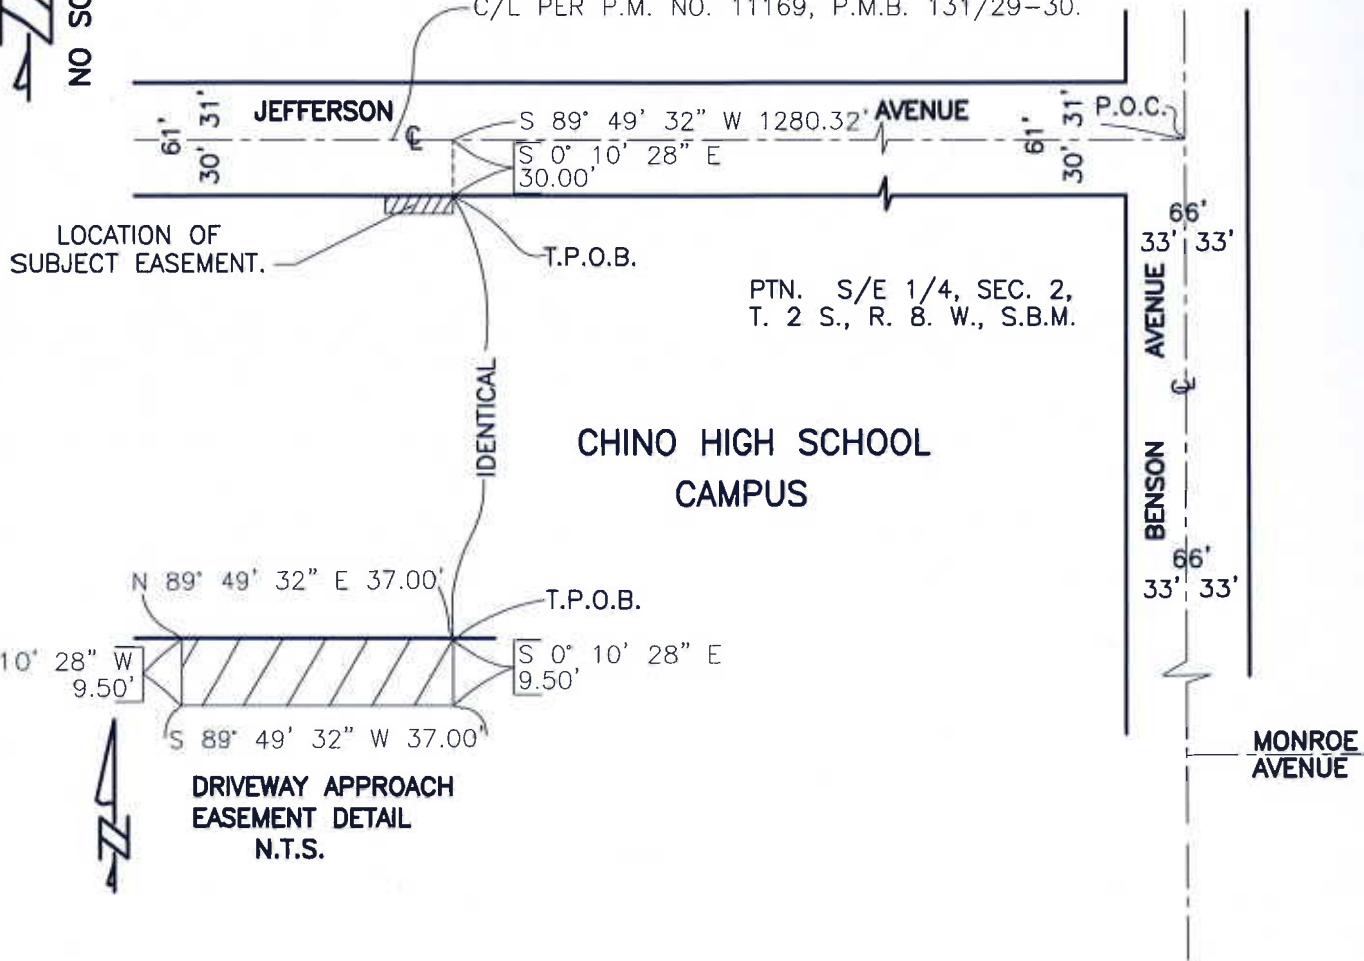 C/L PER P.M. NO. 11169, P.M.B. 131/29-30.
NO
JEFFERSON AVENUE
61' 31' 30'
℄
S 89° 49' 32" W 1280.32'
S 0° 10' 28" E
30.00'
61' 31' 30'
P.O.C.
LOCATION OF
SUBJECT EASEMENT.
T.P.O.B.
66'
33' 33'
PTN. S/E 1/4, SEC. 2,
T. 2 S., R. 8. W., S.B.M.
BENSON AVENUE
℄
IDENTICAL
CHINO HIGH SCHOOL
CAMPUS
66'
33' 33'
N 89° 49' 32" E 37.00'
T.P.O.B.
10' 28" W
9.50'
S 0° 10' 28" E
9.50'
S 89° 49' 32" W 37.00'
DRIVEWAY APPROACH
EASEMENT DETAIL
N.T.S.
N
MONROE
AVENUE